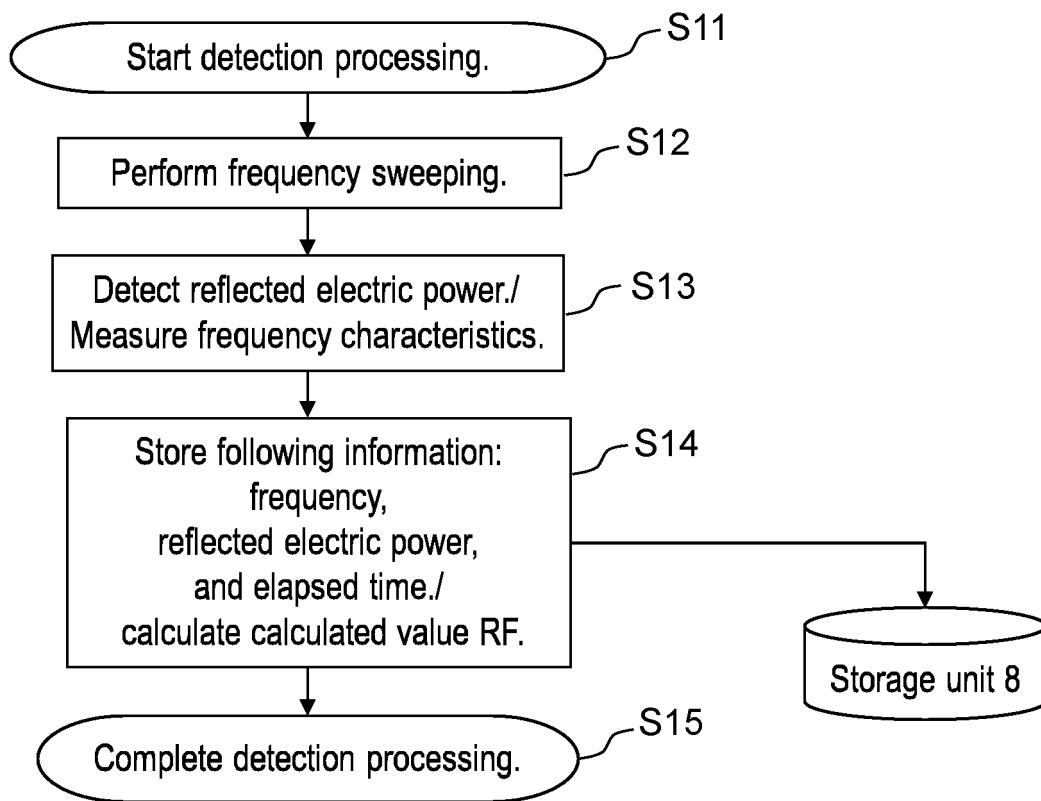 Start detection processing.
S11
Perform frequency sweeping.
S12
Detect reflected electric power./
Measure frequency characteristics.
S13
Store following information:
frequency,
reflected electric power,
and elapsed time./
calculate calculated value RF.
S14
Storage unit 8
Complete detection processing.
S15